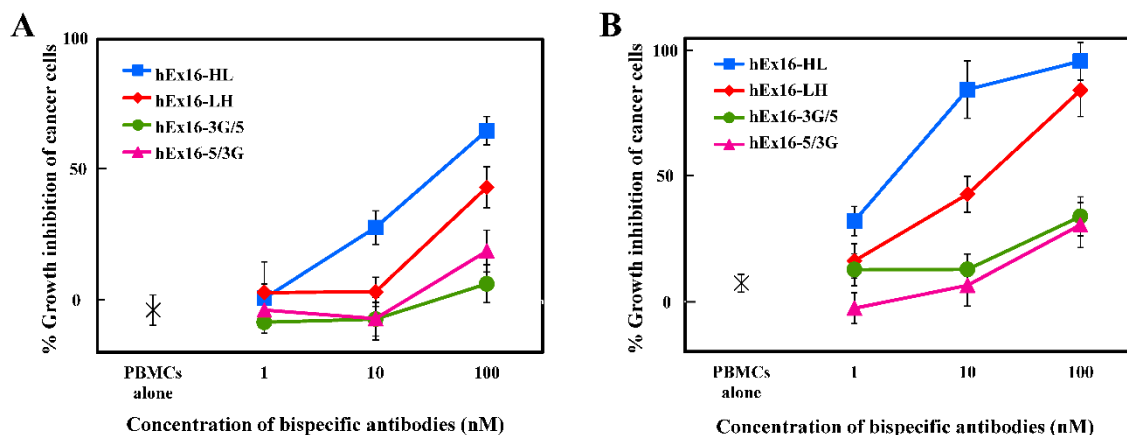 A
100
50
0
% Growth inhibition of cancer cells
hEx16-HL
hEx16-LH
hEx16-3G/5
hEx16-5/3G
PBMCs
alone
1 10 100
Concentration of bispecific antibodies (nM)
B
100
50
0
% Growth inhibition of cancer cells
hEx16-HL
hEx16-LH
hEx16-3G/5
hEx16-5/3G
PBMCs
alone
1 10 100
Concentration of bispecific antibodies (nM)